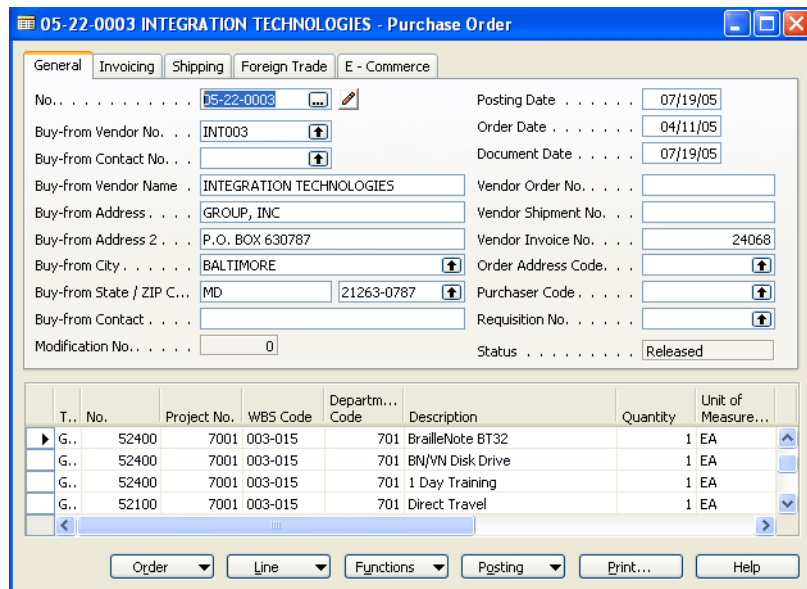 05-22-0003 INTEGRATION TECHNOLOGIES - Purchase Order
General Invoicing Shipping Foreign Trade E - Commerce
No. . . . . . . . . . . . 05-22-0003 ...
Buy-from Vendor No. . . INT003
Buy-from Contact No. . .
Buy-from Vendor Name . INTEGRATION TECHNOLOGIES
Buy-from Address . . . . GROUP, INC
Buy-from Address 2 . . . P.O. BOX 630787
Buy-from City . . . . . . BALTIMORE
Buy-from State / ZIP C... MD 21263-0787
Buy-from Contact . . . .
Modification No. . . . . . 0
Posting Date . . . . . . 07/19/05
Order Date . . . . . . . 04/11/05
Document Date . . . . . 07/19/05
Vendor Order No. . . . .
Vendor Shipment No. . .
Vendor Invoice No. . . . 24068
Order Address Code. . .
Purchaser Code . . . . .
Requisition No. . . . . .
Status . . . . . . . . . Released
T.. No. Project No. WBS Code Departm... Code Description Quantity Unit of Measure...
G.. 52400 7001 003-015 701 BrailleNote BT32 1 EA
G.. 52400 7001 003-015 701 BN/VN Disk Drive 1 EA
G.. 52400 7001 003-015 701 1 Day Training 1 EA
G.. 52100 7001 003-015 701 Direct Travel 1 EA
Order Line Functions Posting Print... Help